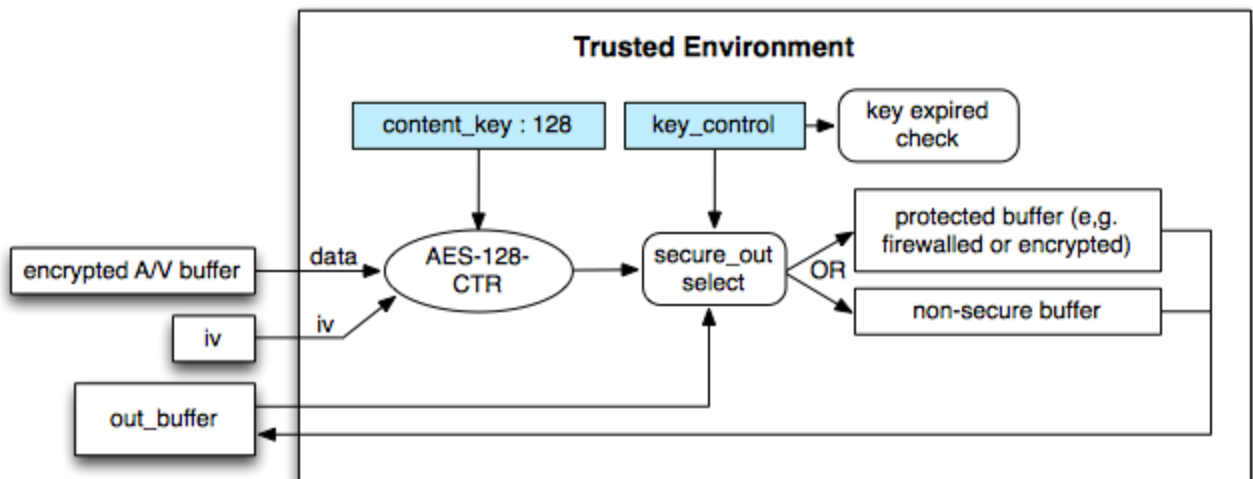 Trusted Environment
content_key : 128
key_control
key expired
check
encrypted A/V buffer
data
AES-128-
CTR
secure_out
select
OR
protected buffer (e,g.
firewalled or encrypted)
non-secure buffer
iv
iv
out_buffer